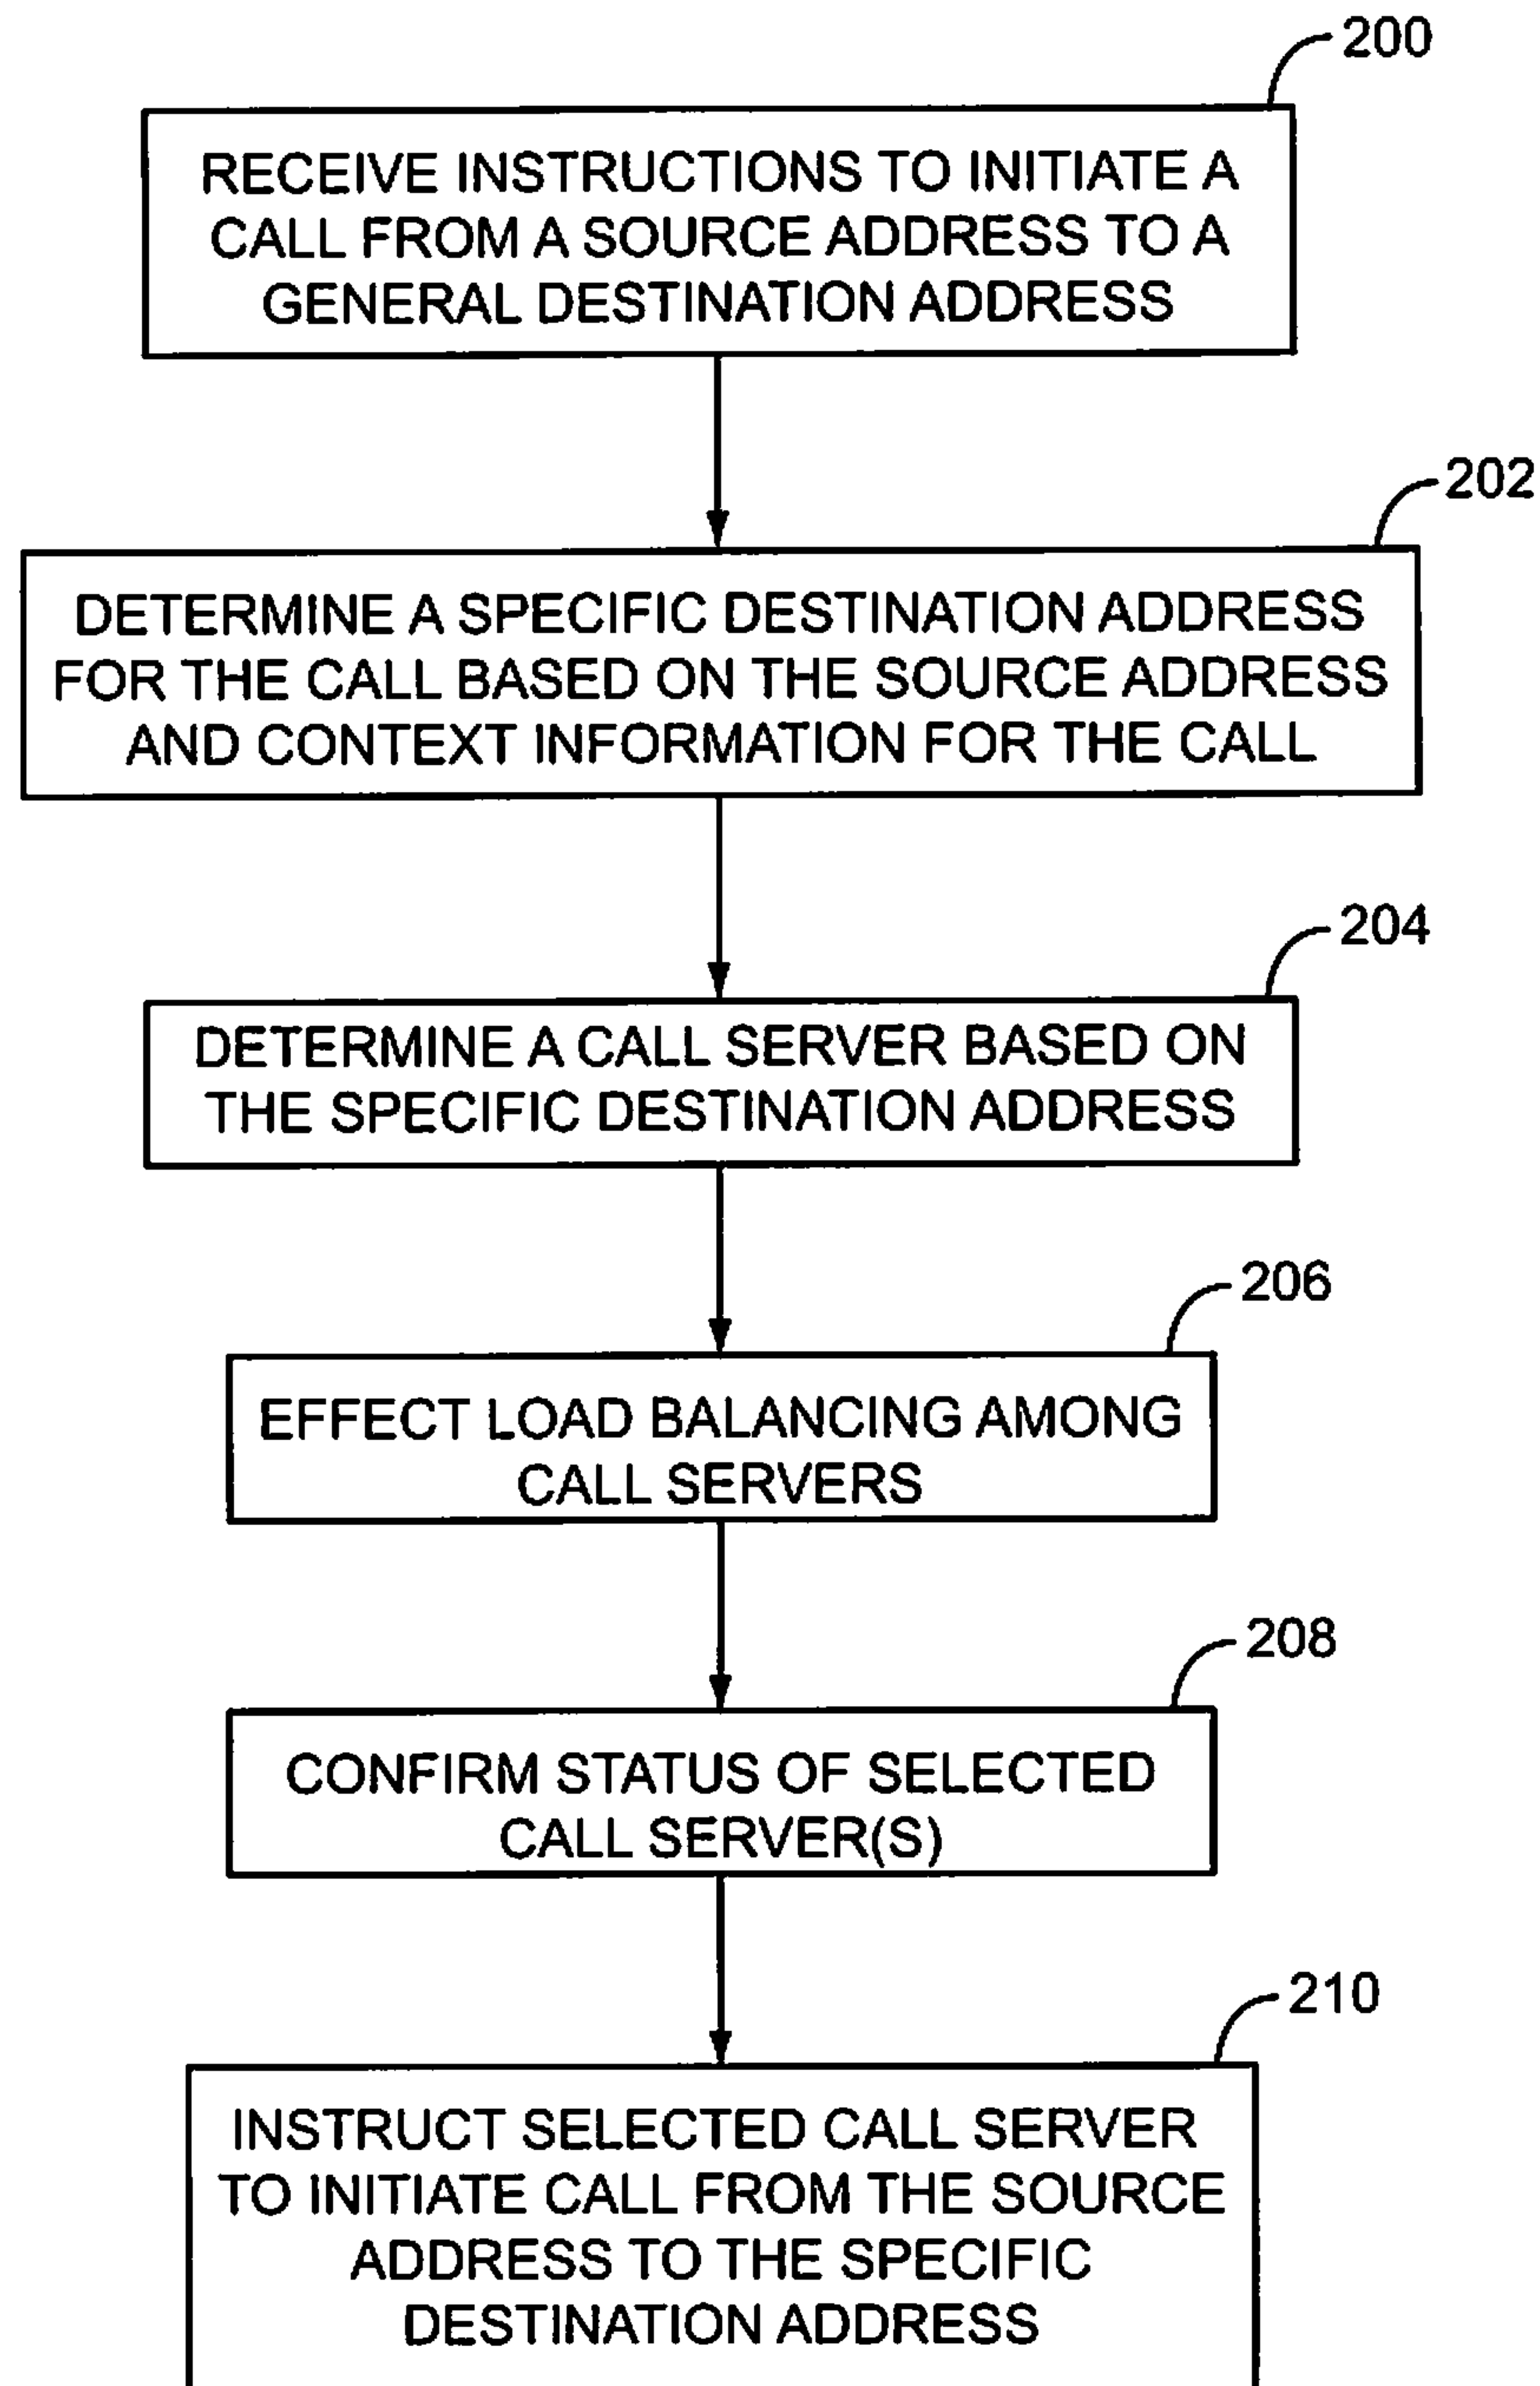 200
RECEIVE INSTRUCTIONS TO INITIATE A
CALL FROM A SOURCE ADDRESS TO A
GENERAL DESTINATION ADDRESS
202
DETERMINE A SPECIFIC DESTINATION ADDRESS
FOR THE CALL BASED ON THE SOURCE ADDRESS
AND CONTEXT INFORMATION FOR THE CALL
204
DETERMINE A CALL SERVER BASED ON
THE SPECIFIC DESTINATION ADDRESS
206
EFFECT LOAD BALANCING AMONG
CALL SERVERS
208
CONFIRM STATUS OF SELECTED
CALL SERVER(S)
210
INSTRUCT SELECTED CALL SERVER
TO INITIATE CALL FROM THE SOURCE
ADDRESS TO THE SPECIFIC
DESTINATION ADDRESS